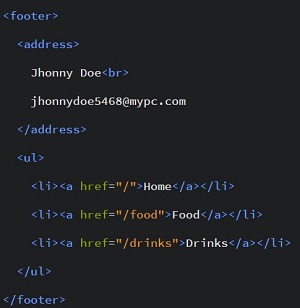 <footer>
<address>
Jhonny Doe<br>
jhonnydoe5468@mypc.com
</address>
<ul>
<li><a href="/">Home</a></li>
<li><a href="/food">Food</a></li>
<li><a href="/drinks">Drinks</a></li>
</ul>
</footer>